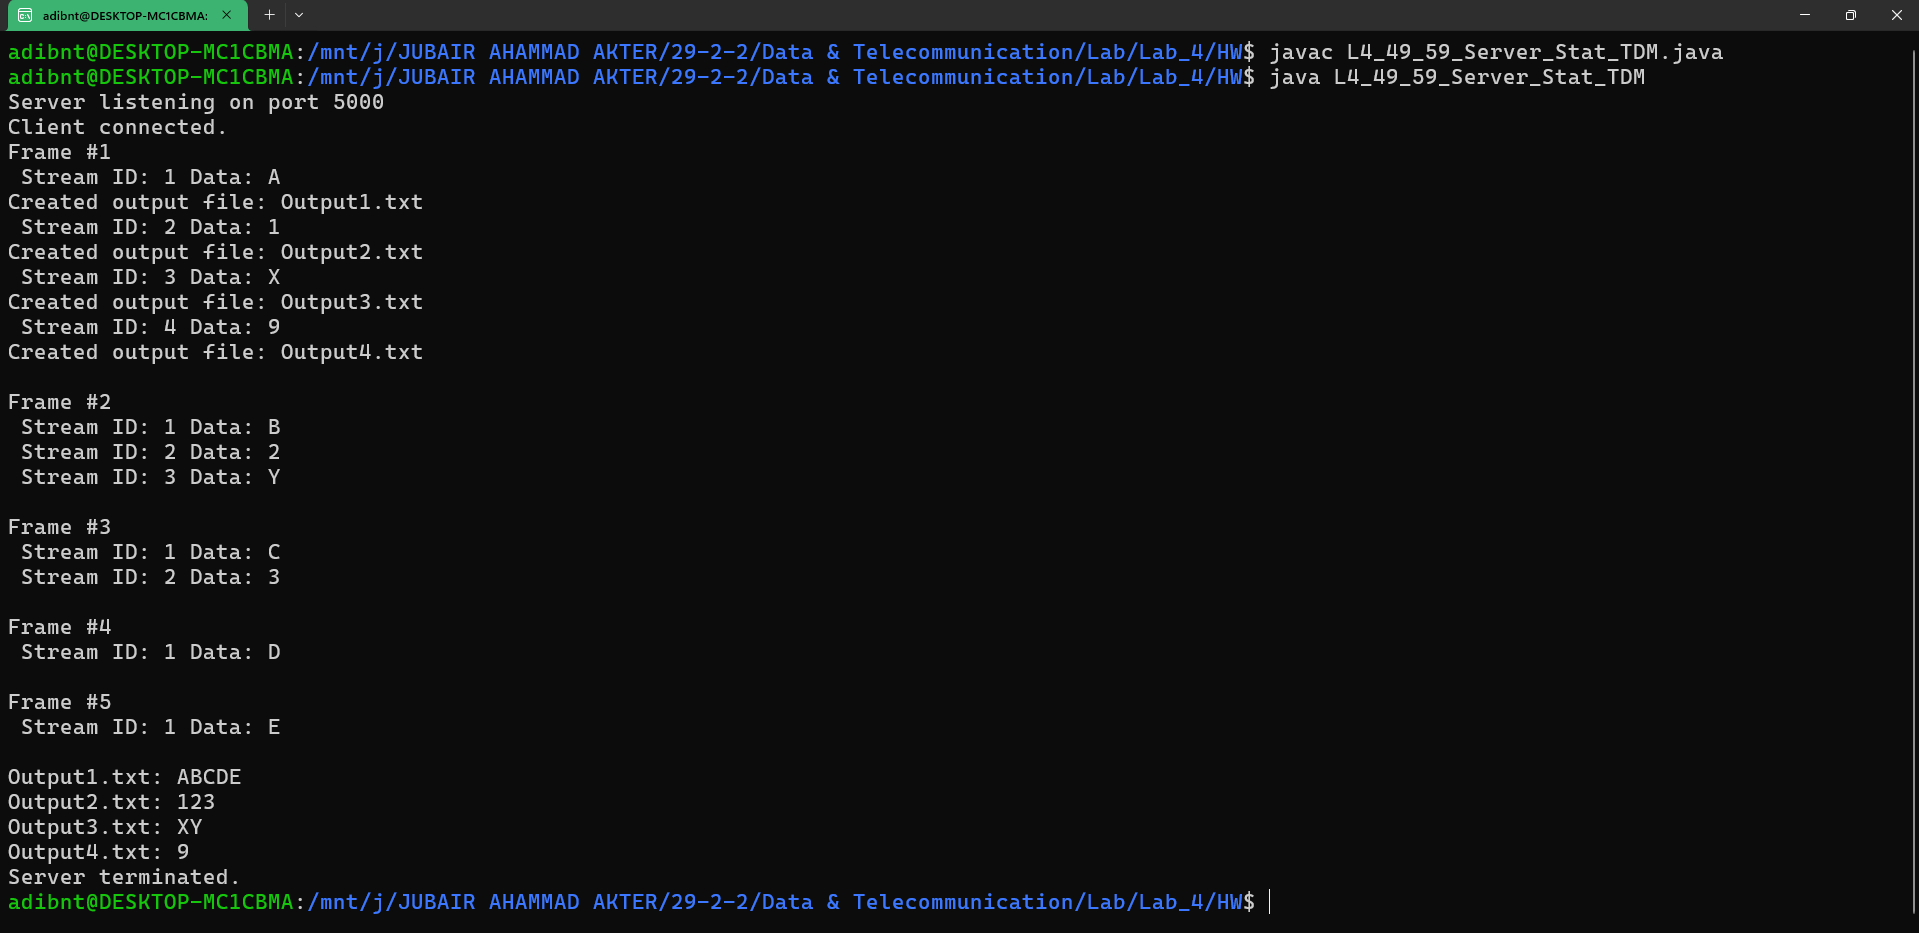 adibnt@DESKTOP-MC1CBMA:
adibnt@DESKTOP-MC1CBMA:/mnt/j/JUBAIR AHAMMAD AKTER/29-2-2/Data & Telecommunication/Lab/Lab_4/HW$ javac L4_49_59_Server_Stat_TDM.java
adibnt@DESKTOP-MC1CBMA:/mnt/j/JUBAIR AHAMMAD AKTER/29-2-2/Data & Telecommunication/Lab/Lab_4/HW$ java L4_49_59_Server_Stat_TDM
Server listening on port 5000
Client connected.
Frame #1
 Stream ID: 1 Data: A
Created output file: Output1.txt
 Stream ID: 2 Data: 1
Created output file: Output2.txt
 Stream ID: 3 Data: X
Created output file: Output3.txt
 Stream ID: 4 Data: 9
Created output file: Output4.txt
Frame #2
 Stream ID: 1 Data: B
 Stream ID: 2 Data: 2
 Stream ID: 3 Data: Y
Frame #3
 Stream ID: 1 Data: C
 Stream ID: 2 Data: 3
Frame #4
 Stream ID: 1 Data: D
Frame #5
 Stream ID: 1 Data: E
Output1.txt: ABCDE
Output2.txt: 123
Output3.txt: XY
Output4.txt: 9
Server terminated.
adibnt@DESKTOP-MC1CBMA:/mnt/j/JUBAIR AHAMMAD AKTER/29-2-2/Data & Telecommunication/Lab/Lab_4/HW$